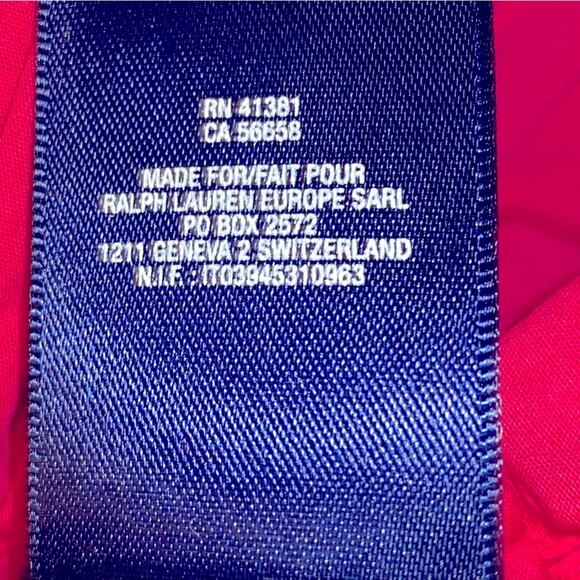 RN 41381
CA 56658
MADE FOR/FAIT POUR
RALPH LAUREN EUROPE SARL
PO BOX 2572
1211 GENEVA 2 SWITZERLAND
N.I.F. : IT03945310963